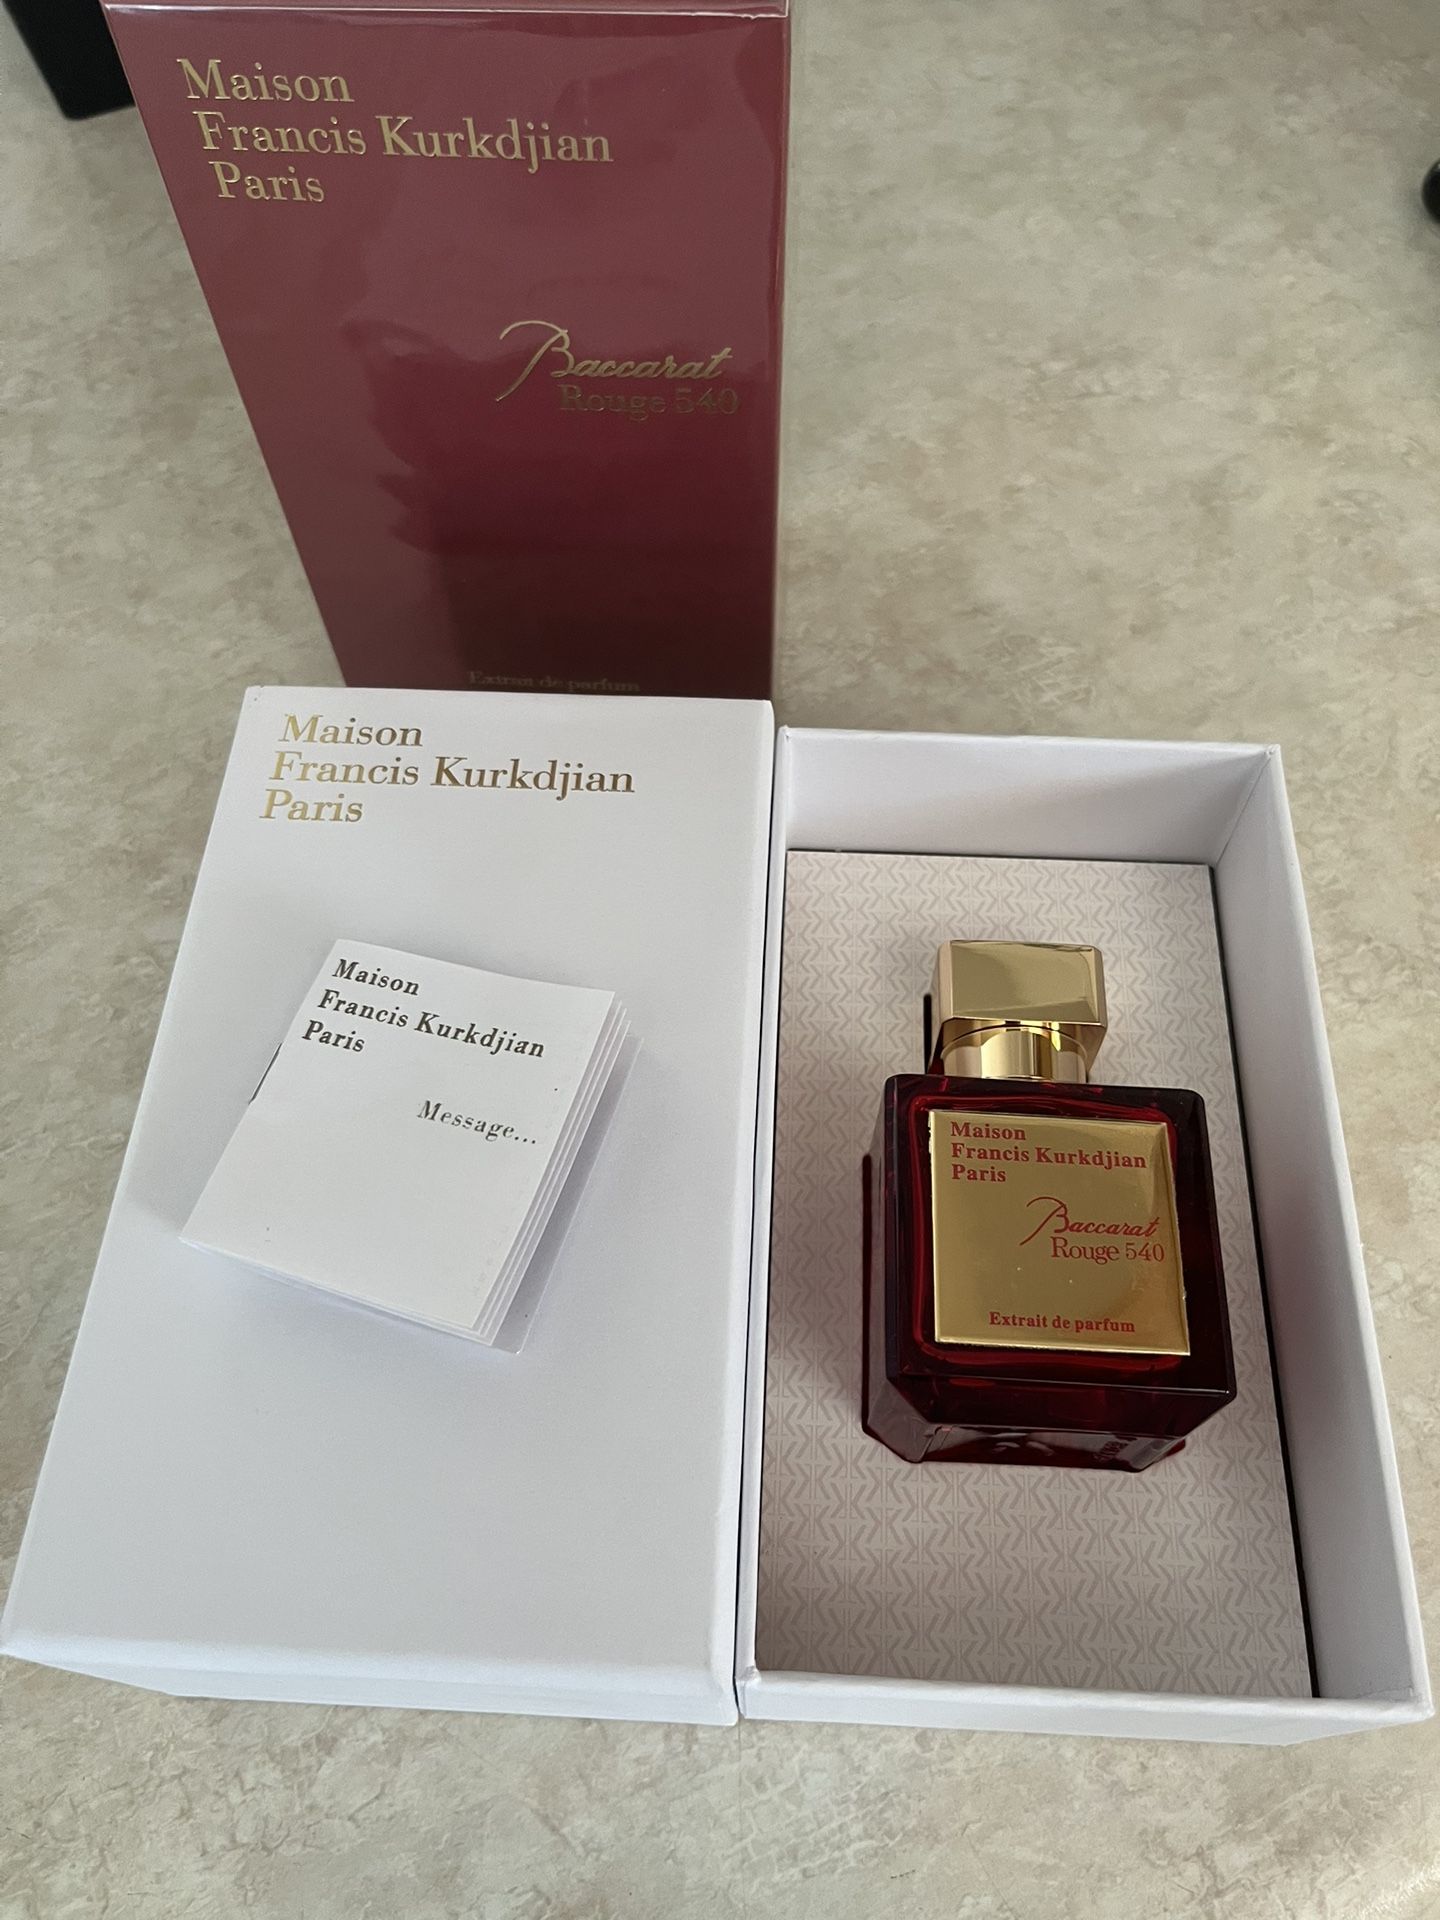 Maison
Francis Kurkdjian
Paris
Baccarat
Rouge 540
Extrait de parfum
Maison
Francis Kurkdjian
Paris
Maison
Francis Kurkdjian
Paris
Message...
Maison
Francis Kurkdjian
Paris
Baccarat
Rouge 540
Extrait de parfum